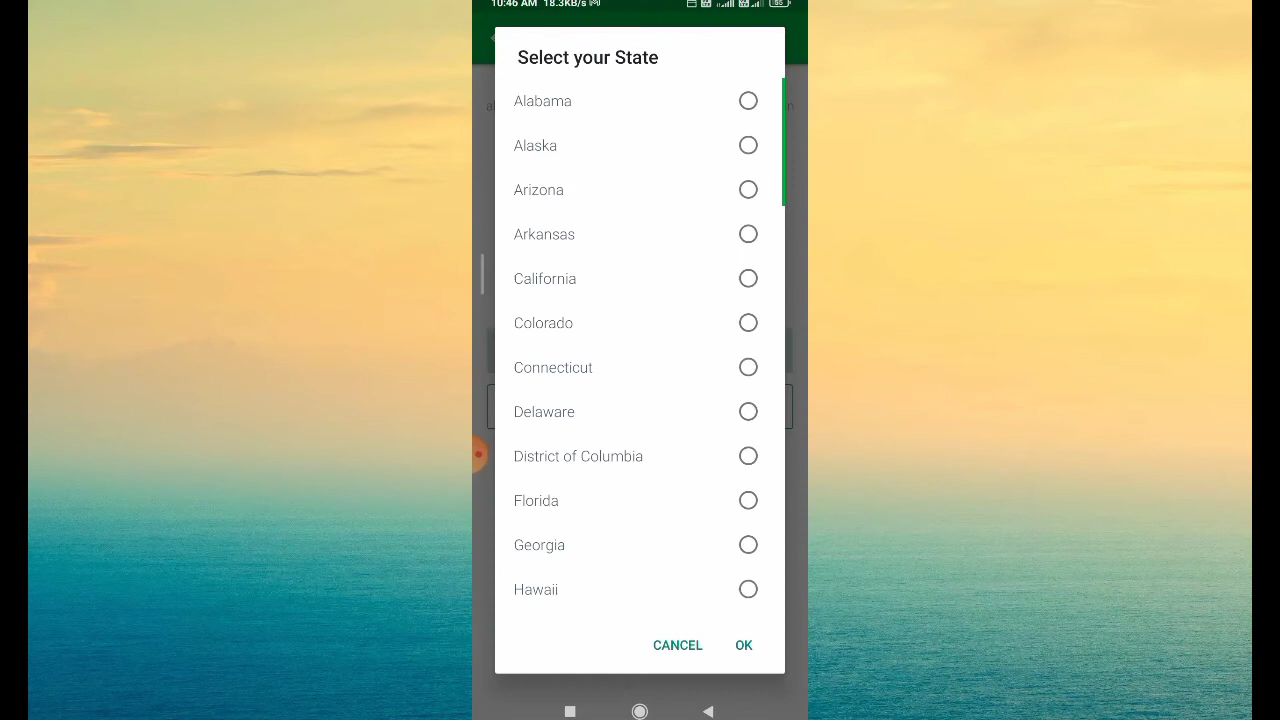 10:46 AM 18.3KB/s
55
Select your State
Alabama
Alaska
Arizona
Arkansas
California
Colorado
Connecticut
Delaware
District of Columbia
Florida
Georgia
Hawaii
CANCEL OK